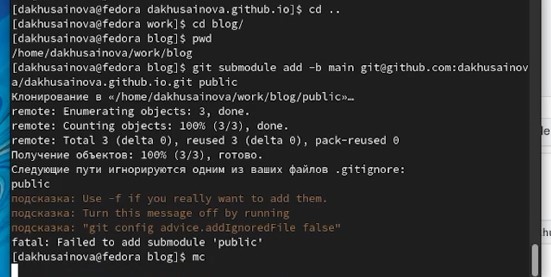 [dakhusainova@fedora dakhusainova.github.io]$ cd ..
[dakhusainova@fedora work]$ cd blog/
[dakhusainova@fedora blog]$ pwd
/home/dakhusainova/work/blog
[dakhusainova@fedora blog]$ git submodule add -b main git@github.com:dakhusainov
a/dakhusainova.github.io.git public
Клонирование в «/home/dakhusainova/work/blog/public»…
remote: Enumerating objects: 3, done.
remote: Counting objects: 100% (3/3), done.
remote: Total 3 (delta 0), reused 3 (delta 0), pack-reused 0
Получение объектов: 100% (3/3), готово.
Следующие пути игнорируются одним из ваших файлов .gitignore:
public
подсказка: Use -f if you really want to add them.
подсказка: Turn this message off by running
подсказка: "git config advice.addIgnoredFile false"
fatal: Failed to add submodule 'public'
[dakhusainova@fedora blog]$ mc